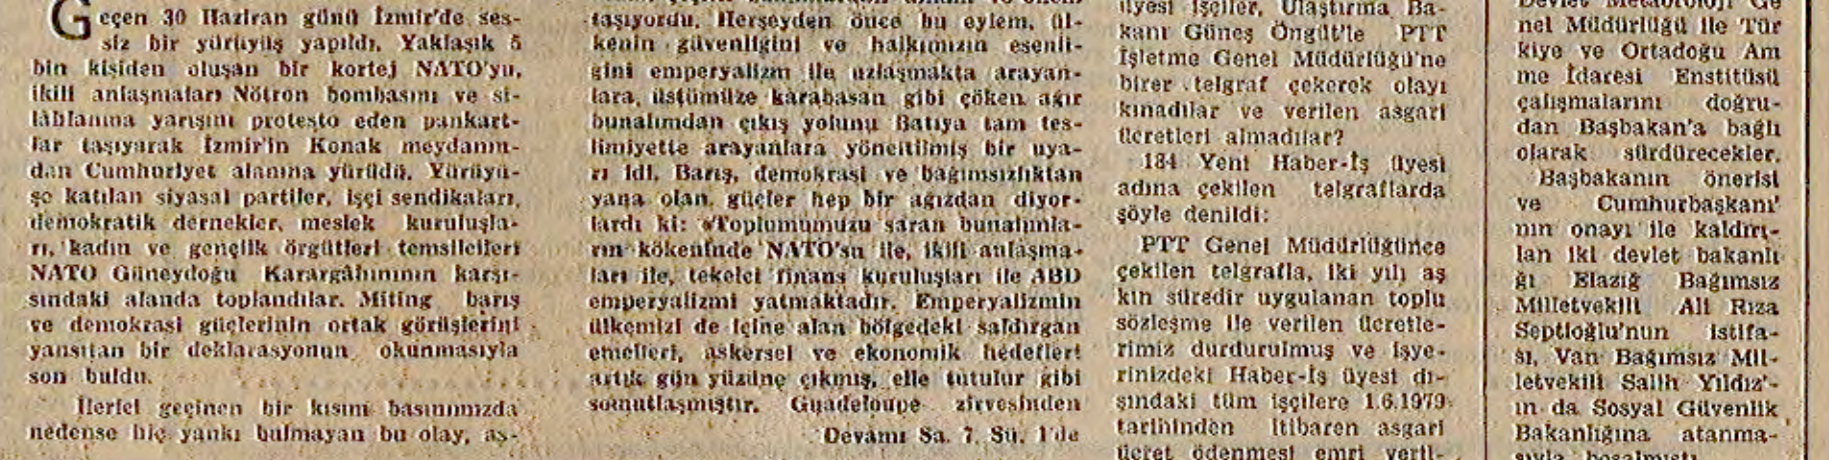 Geçen 30 Haziran günü İzmir'de ses-
siz bir yürüyüş yapıldı. Yaklaşık 5
bin kişiden oluşan bir kortej NATO'yu,
ikili anlaşmaları Nötron bombasını ve si-
lâhlanma yarışını protesto eden pankart-
lar taşıyarak İzmir'in Konak meydanın-
dan Cumhuriyet alanına yürüdü. Yürüyü-
şe katılan siyasal partiler, işçi sendikaları,
demokratik dernekler, meslek kuruluşla-
rı, kadın ve gençlik örgütleri temsilcileri
NATO Güneydoğu Karargâhınının karşı-
sındaki alanda toplandılar. Miting barış
ve demokrasi güçlerinin ortak görüşlerini
yansıtan bir deklarasyonun okunmasıyla
son buldu.
İlerici geçinen bir kısım basınımızda
nedense hiç yankı bulmayan bu olay, as-
taşıyordu. Herşeyden önce bu eylem, ül-
kenin güvenliğini ve halkımızın esenli-
ğini emperyalizm ile uzlaşmakta arayan-
lara, üstümüze karabasan gibi çöken ağır
bunalımdan çıkış yolunu Batıya tam tes-
limiyette arayanlara yöneltilmiş bir uya-
rı idi. Barış, demokrasi ve bağımsızlıktan
yana olan güçler hep bir ağızdan diyor-
lardı ki: «Toplumumuzu saran bunalımla-
rın kökeninde NATO'su ile, ikili anlaşma-
ları ile, tekelci finans kuruluşları ile ABD
emperyalizmi yatmaktadır. Emperyalizmin
ülkemizi de içine alan bölgedeki saldırgan
emelleri, askersel ve ekonomik hedefleri
artık gün yüzüne çıkmış, elle tutulur gibi
somutlaşmıştır. Guadeloupe zirvesinden
Devamı Sa. 7, Sü. 1'de
üyesi işçiler, Ulaştırma Ba-
kanı Güneş Öngüt'le PTT
İşletme Genel Müdürlüğü'ne
birer telgraf çekerek olayı
kınadılar ve verilen asgari
ücretleri almadılar?
184 Yeni Haber-İş üyesi
adına çekilen telgraflarda
şöyle denildi:
PTT Genel Müdürlüğünce
çekilen telgrafla, iki yılı aş
kın süredir uygulanan toplu
sözleşme ile verilen ücretle-
rimiz durdurulmuş ve işye-
rinizdeki Haber-İş üyesi dı-
şındaki tüm işçilere 1.6.1979
tarihinden itibaren asgari
ücret ödenmesi emri veril-
Devlet Metaoroloji Ge
nel Müdürlüğü ile Tür
kiye ve Ortadoğu Am
me İdaresi Enstitüsü
çalışmalarını doğru-
dan Başbakan'a bağlı
olarak sürdürecekler.
Başbakanın önerisi
ve Cumhurbaşkanı'
nın onayı ile kaldırı-
lan iki devlet bakanlı
ğı Elazığ Bağımsız
Milletvekili Ali Rıza
Septioğlu'nun istifa-
sı, Van Bağımsız Mil-
letvekili Salih Yıldız'-
ın da Sosyal Güvenlik
Bakanlığına atanma-
sıyla boşalmıştı.